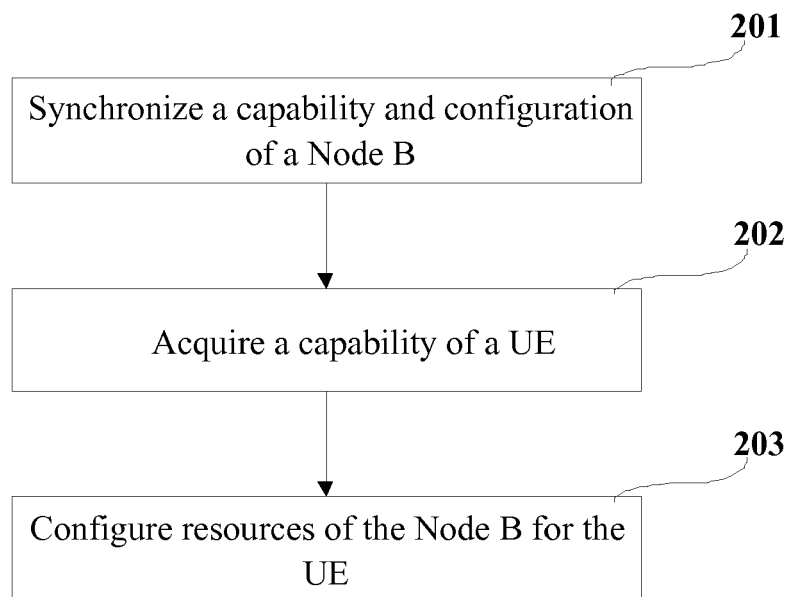 201
Synchronize a capability and configuration
of a Node B
202
Acquire a capability of a UE
203
Configure resources of the Node B for the
UE